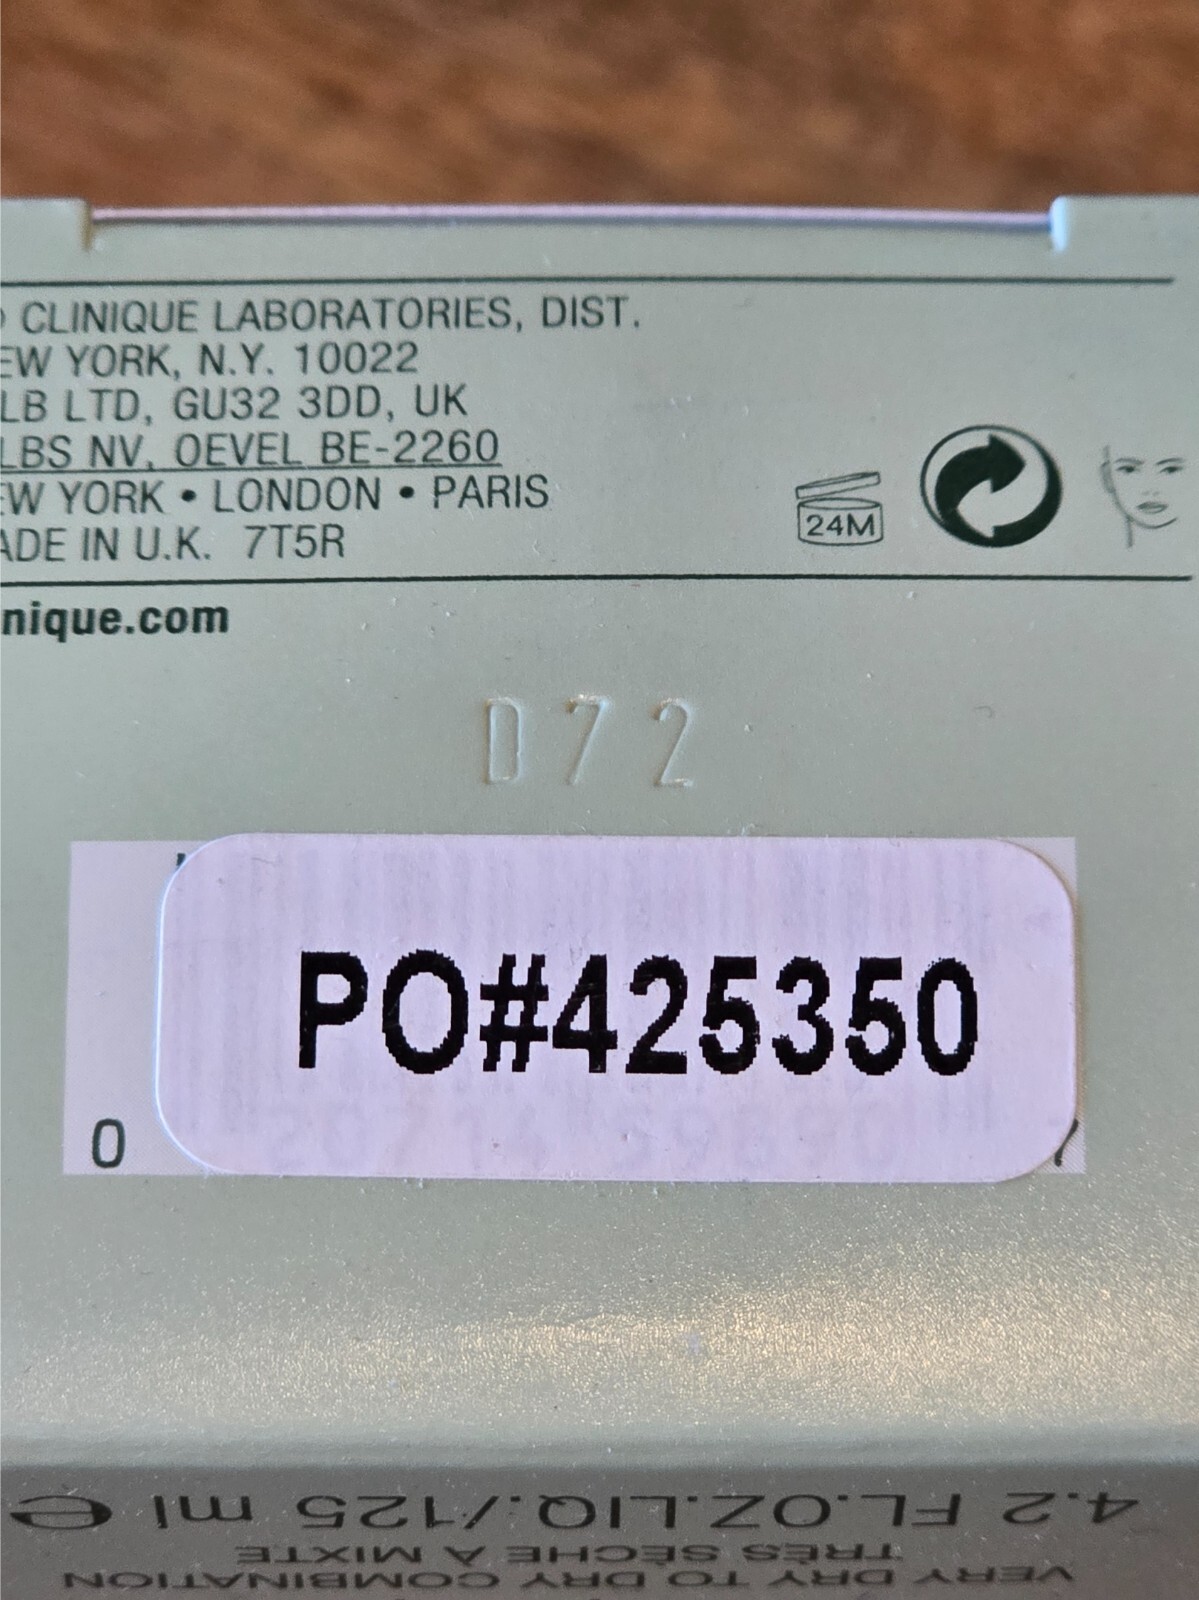 CLINIQUE LABORATORIES, DIST.
EW YORK, N.Y. 10022
LB LTD, GU32 3DD, UK
LBS NV, OEVEL BE-2260
EW YORK • LONDON • PARIS
ADE IN U.K. 7T5R
24M
nique.com
D72
PO#425350
0
4.2 FL.OZ.LIQ./125 ml e
TRÈS SÈCHE A MIXTE
VERY DRY TO DRY COMBINATION